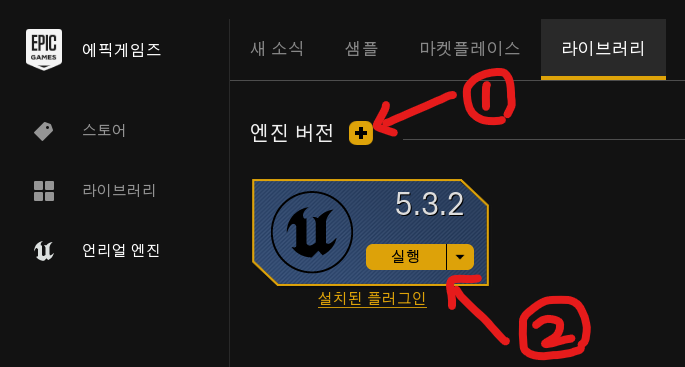 EPIC
GAMES
에픽게임즈
스토어
라이브러리
언리얼 엔진
새 소식 샘플 마켓플레이스 라이브러리
①
엔진 버전
5.3.2
실행
설치된 플러그인
②